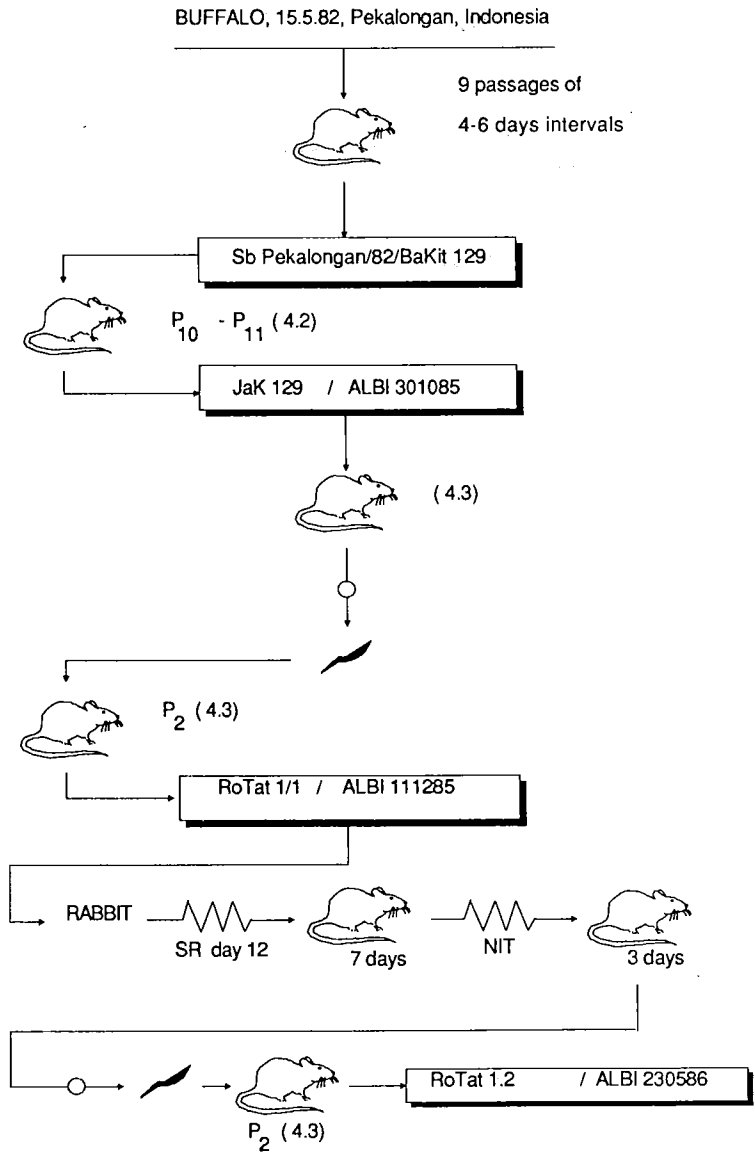 BUFFALO, 15.5.82, Pekalongan, Indonesia
9 passages of
4-6 days intervals
Sb Pekalongan/82/BaKit 129
P10 - P11 ( 4.2)
JaK 129 / ALBI 301085
( 4.3)
P2 ( 4.3)
RoTat 1/1 / ALBI 111285
RABBIT
SR day 12
7 days
NIT
3 days
RoTat 1.2 / ALBI 230586
P2 ( 4.3)